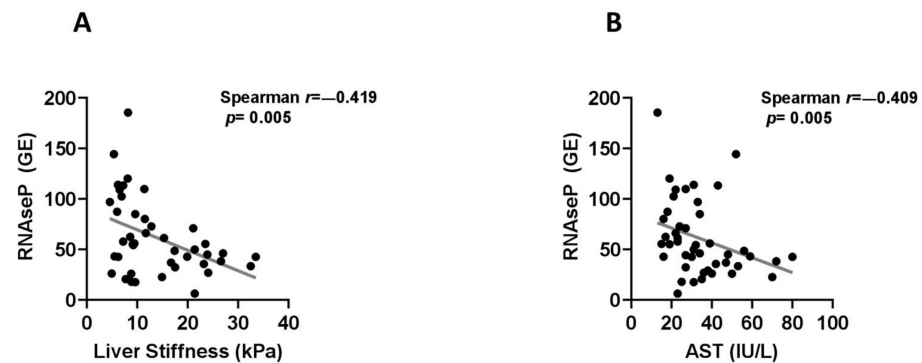 A
Spearman r=—0.419
p= 0.005
RNAseP (GE)
200
150
100
50
0
0 10 20 30 40
Liver Stiffness (kPa)
B
Spearman r=—0.409
p= 0.005
RNAseP (GE)
200
150
100
50
0
0 20 40 60 80 100
AST (IU/L)